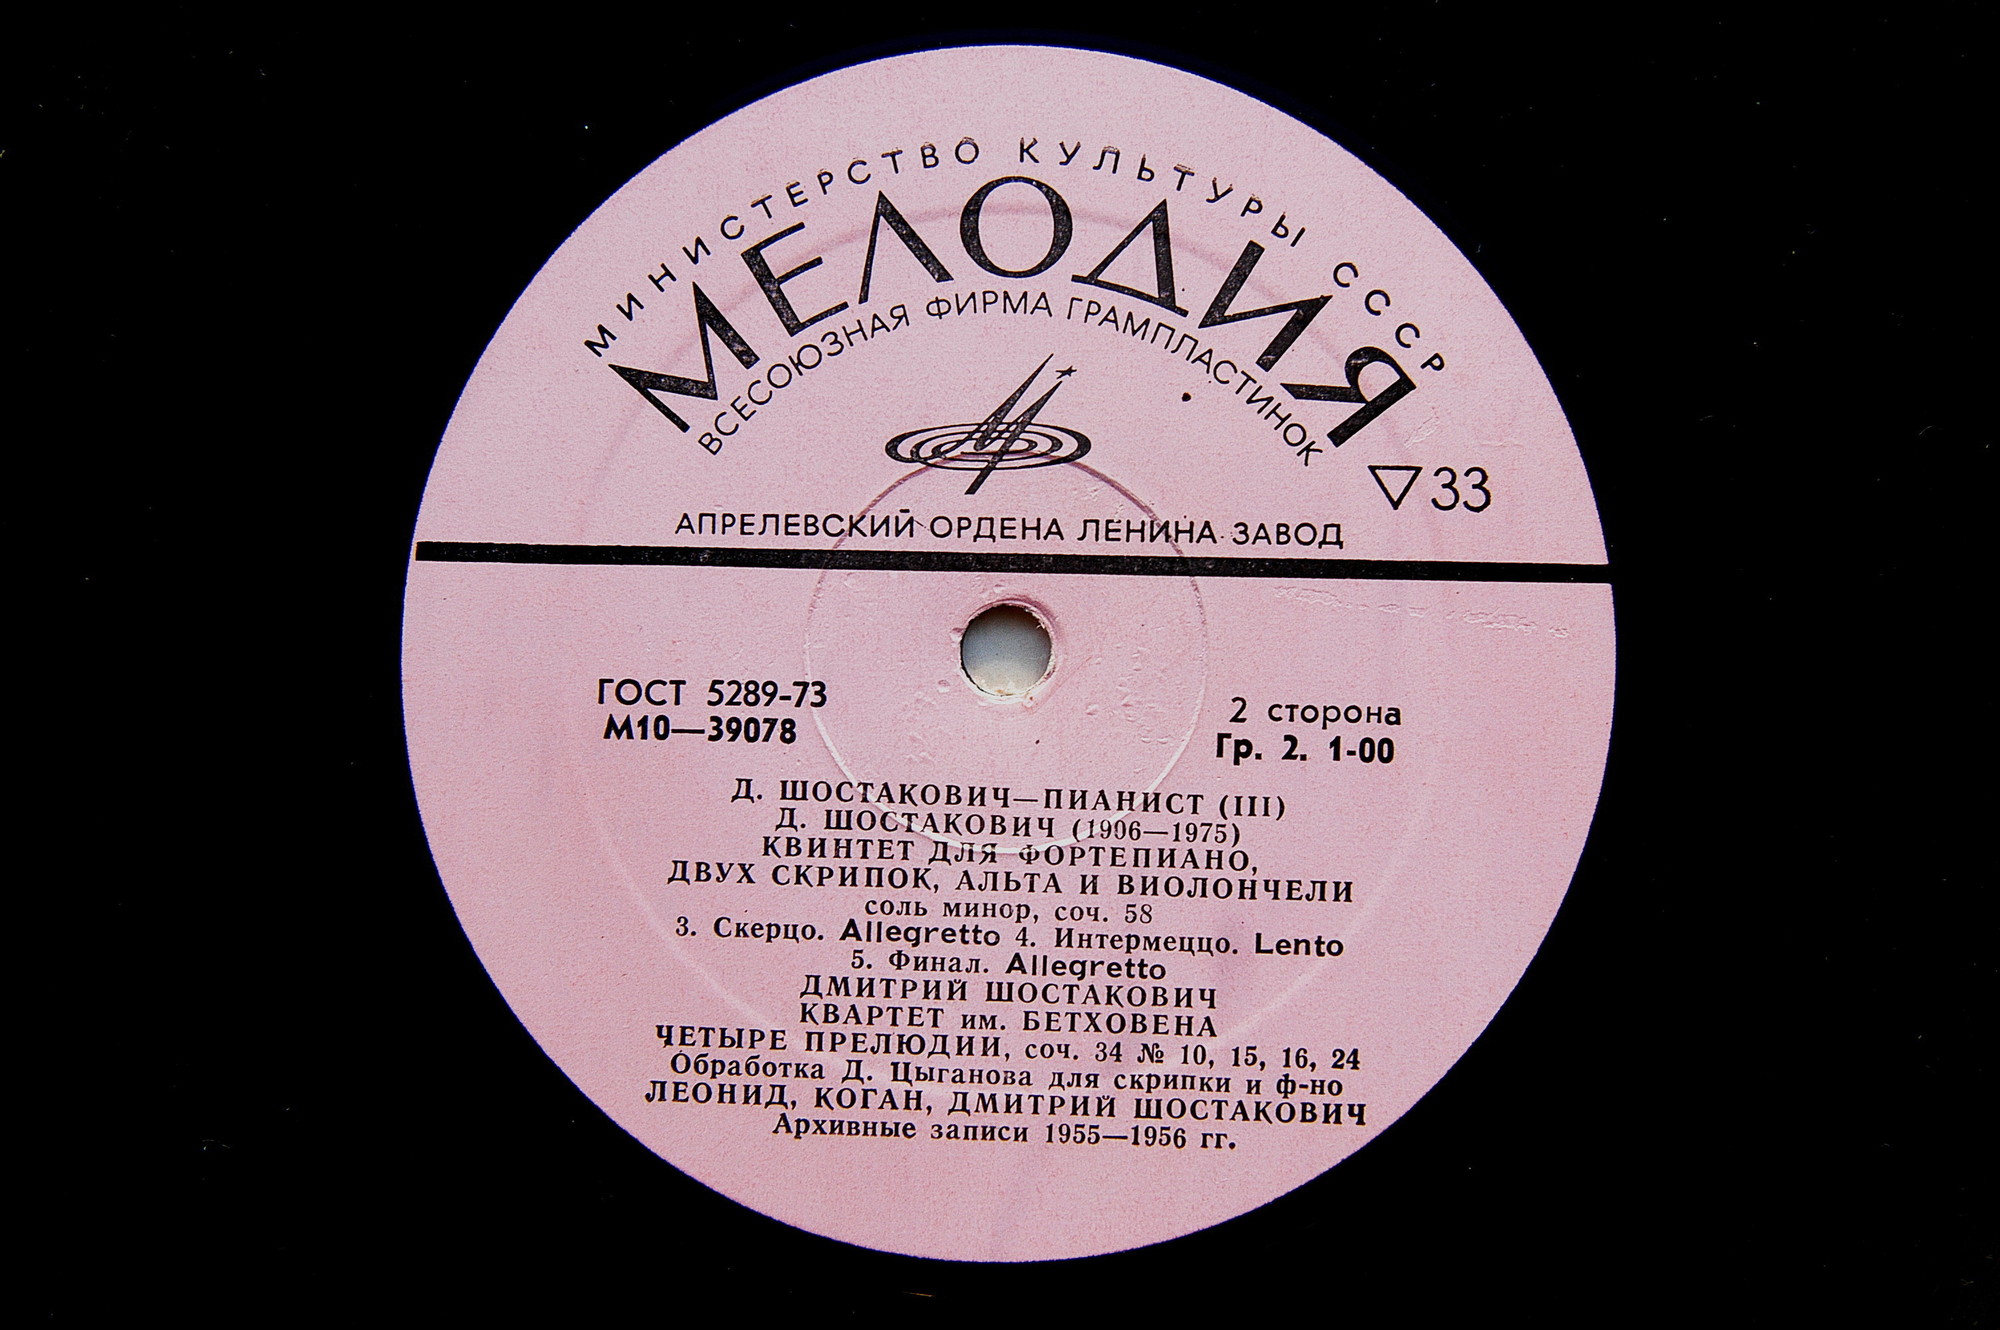 МИНИСТЕРСТВО КУЛЬТУРЫ СССР
МЕЛОДИЯ
ВСЕСОЮЗНАЯ ФИРМА ГРАМПЛАСТИНОК
33
АПРЕЛЕВСКИЙ ОРДЕНА ЛЕНИНА ЗАВОД
ГОСТ 5289-73
М10—39078
2 сторона
Гр. 2. 1-00
Д. ШОСТАКОВИЧ—ПИАНИСТ (III)
Д. ШОСТАКОВИЧ (1906—1975)
КВИНТЕТ ДЛЯ ФОРТЕПИАНО,
ДВУХ СКРИПОК, АЛЬТА И ВИОЛОНЧЕЛИ
соль минор, соч. 58
3. Скерцо. Allegretto 4. Интермеццо. Lento
5. Финал. Allegretto
ДМИТРИЙ ШОСТАКОВИЧ
КВАРТЕТ им. БЕТХОВЕНА
ЧЕТЫРЕ ПРЕЛЮДИИ, соч. 34 № 10, 15, 16, 24
Обработка Д. Цыганова для скрипки и ф-но
ЛЕОНИД, КОГАН, ДМИТРИЙ ШОСТАКОВИЧ
Архивные записи 1955—1956 гг.